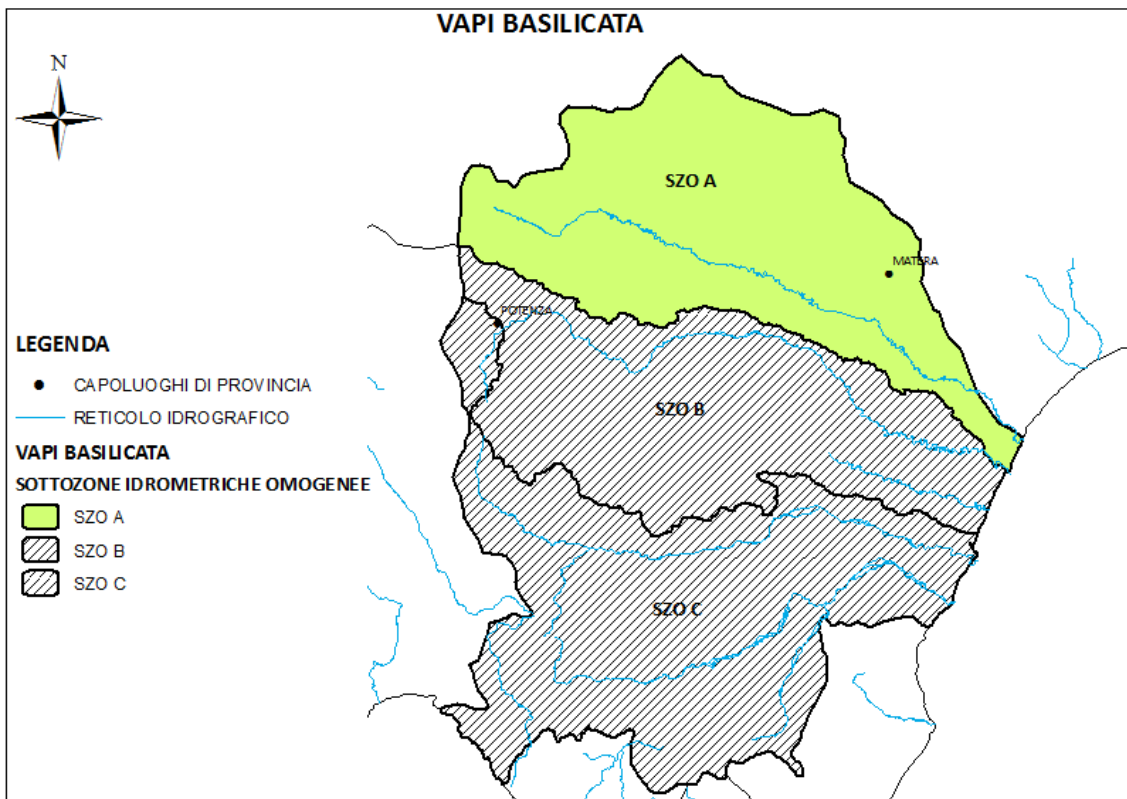 VAPI BASILICATA
N
SZO A
MATERA
POTENZA
SZO B
SZO C
LEGENDA
CAPOLUOGHI DI PROVINCIA
RETICOLO IDROGRAFICO
VAPI BASILICATA
SOTTOZONE IDROMETRICHE OMOGENEE
SZO A
SZO B
SZO C